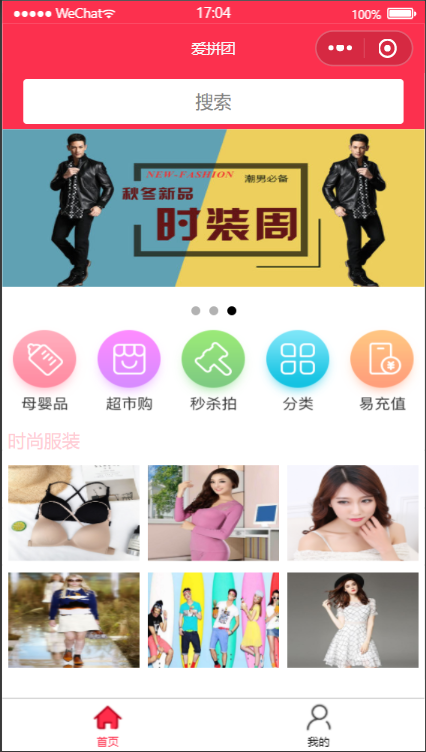 WeChat 17:04 100%
爱拼团
搜索
NEW-FASHION
潮男必备
秋冬新品
时装周
母婴品 超市购 秒杀拍 分类 易充值
时尚服装
首页 我的